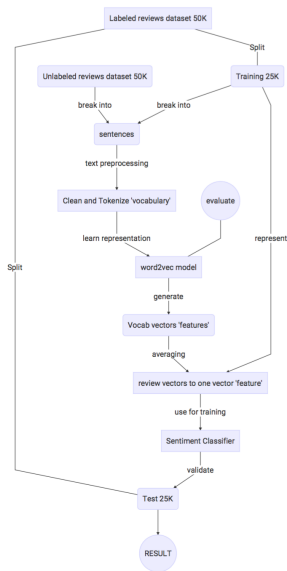 Labeled reviews dataset 50K
Split
Unlabeled reviews dataset 50K
Training 25K
break into
break into
sentences
text preprocessing
Clean and Tokenize 'vocabulary'
evaluate
learn representation
represent
Split
word2vec model
generate
Vocab vectors 'features'
averaging
review vectors to one vector 'feature'
use for training
Sentiment Classifier
validate
Test 25K
RESULT